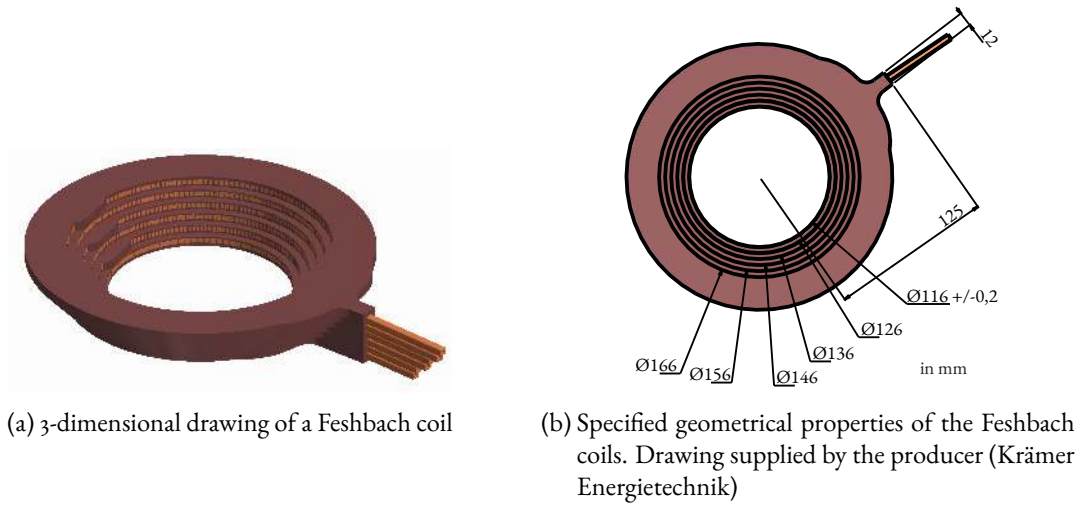 12
125
Ø116 +/-0,2
Ø126
Ø136
Ø166
Ø156
Ø146
in mm
(a) 3-dimensional drawing of a Feshbach coil
(b) Specified geometrical properties of the Feshbach
coils. Drawing supplied by the producer (Krämer
Energietechnik)